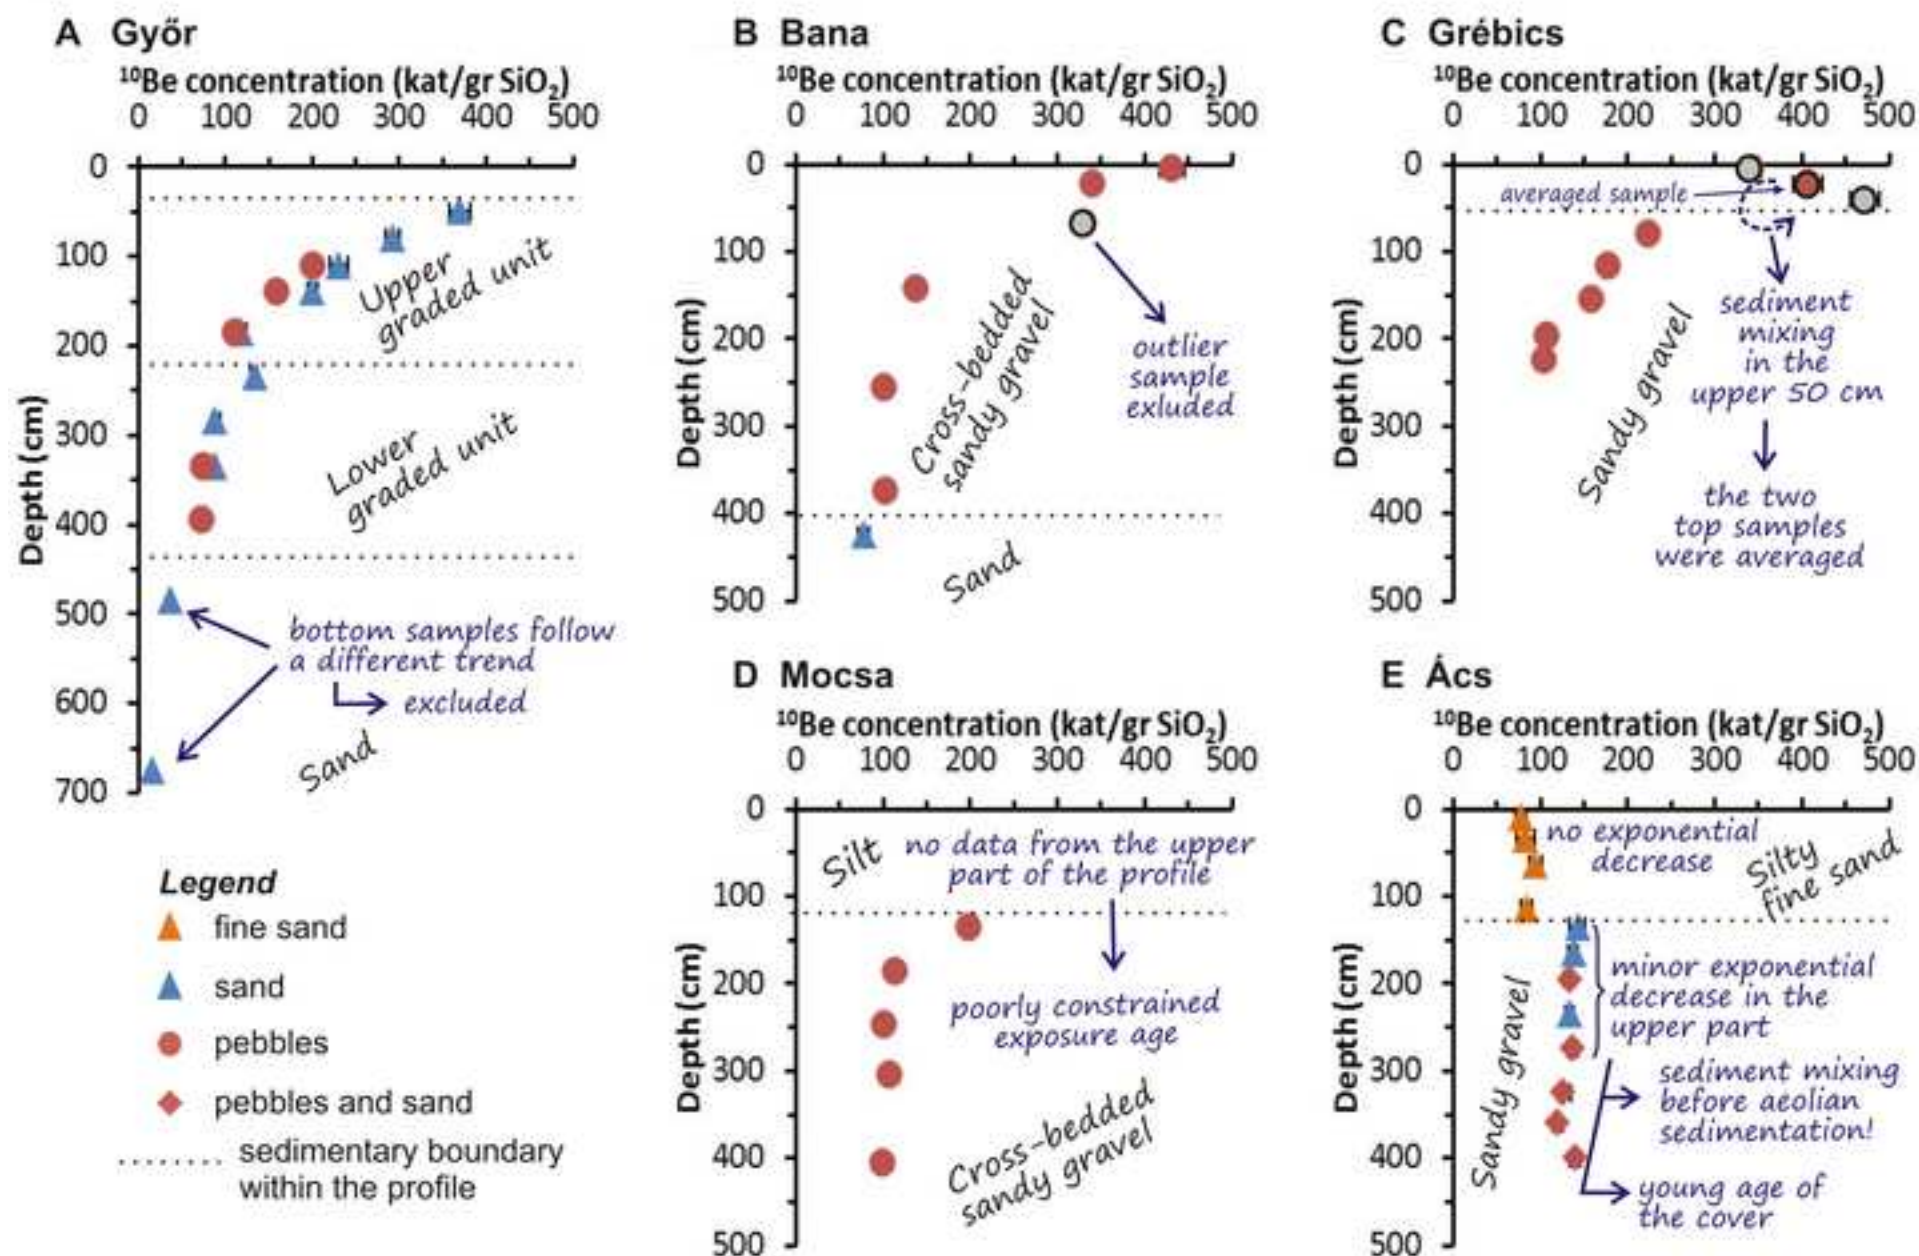 A Győr
¹⁰Be concentration (kat/gr SiO₂)
0 100 200 300 400 500
0
100
200
300
400
500
600
700
Depth (cm)
Upper
graded unit
Lower
graded unit
bottom samples follow
a different trend
excluded
Sand
B Bana
¹⁰Be concentration (kat/gr SiO₂)
0 100 200 300 400 500
0
100
200
300
400
500
Depth (cm)
Cross-bedded
sandy gravel
outlier
sample
exluded
Sand
C Grébics
¹⁰Be concentration (kat/gr SiO₂)
0 100 200 300 400 500
0
100
200
300
400
500
Depth (cm)
averaged sample
Sandy gravel
sediment
mixing
in the
upper 50 cm
the two
top samples
were averaged
Legend
fine sand
sand
pebbles
pebbles and sand
sedimentary boundary
within the profile
D Mocsa
¹⁰Be concentration (kat/gr SiO₂)
0 100 200 300 400 500
0
100
200
300
400
500
Depth (cm)
Silt
no data from the upper
part of the profile
poorly constrained
exposure age
Cross-bedded
sandy gravel
E Ács
¹⁰Be concentration (kat/gr SiO₂)
0 100 200 300 400 500
0
100
200
300
400
500
Depth (cm)
no exponential
decrease
Silty
fine sand
Sandy gravel
minor exponential
decrease in the
upper part
sediment mixing
before aeolian
sedimentation!
young age of
the cover